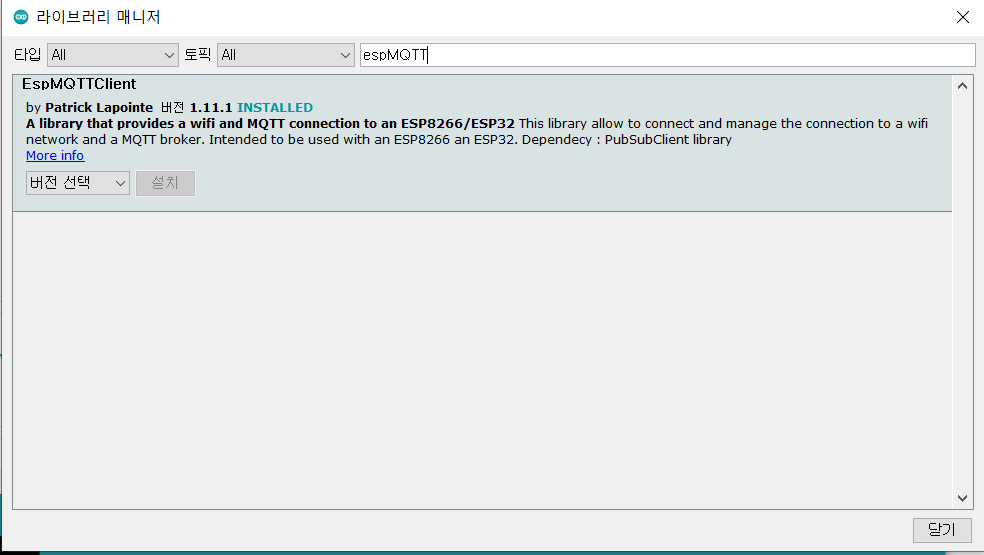 라이브러리 매니저
타입 All 토픽 All espMQTT
EspMQTTClient
by Patrick Lapointe 버전 1.11.1 INSTALLED
A library that provides a wifi and MQTT connection to an ESP8266/ESP32 This library allow to connect and manage the connection to a wifi
network and a MQTT broker. Intended to be used with an ESP8266 an ESP32. Dependecy : PubSubClient library
More info
버전 선택 설치
닫기